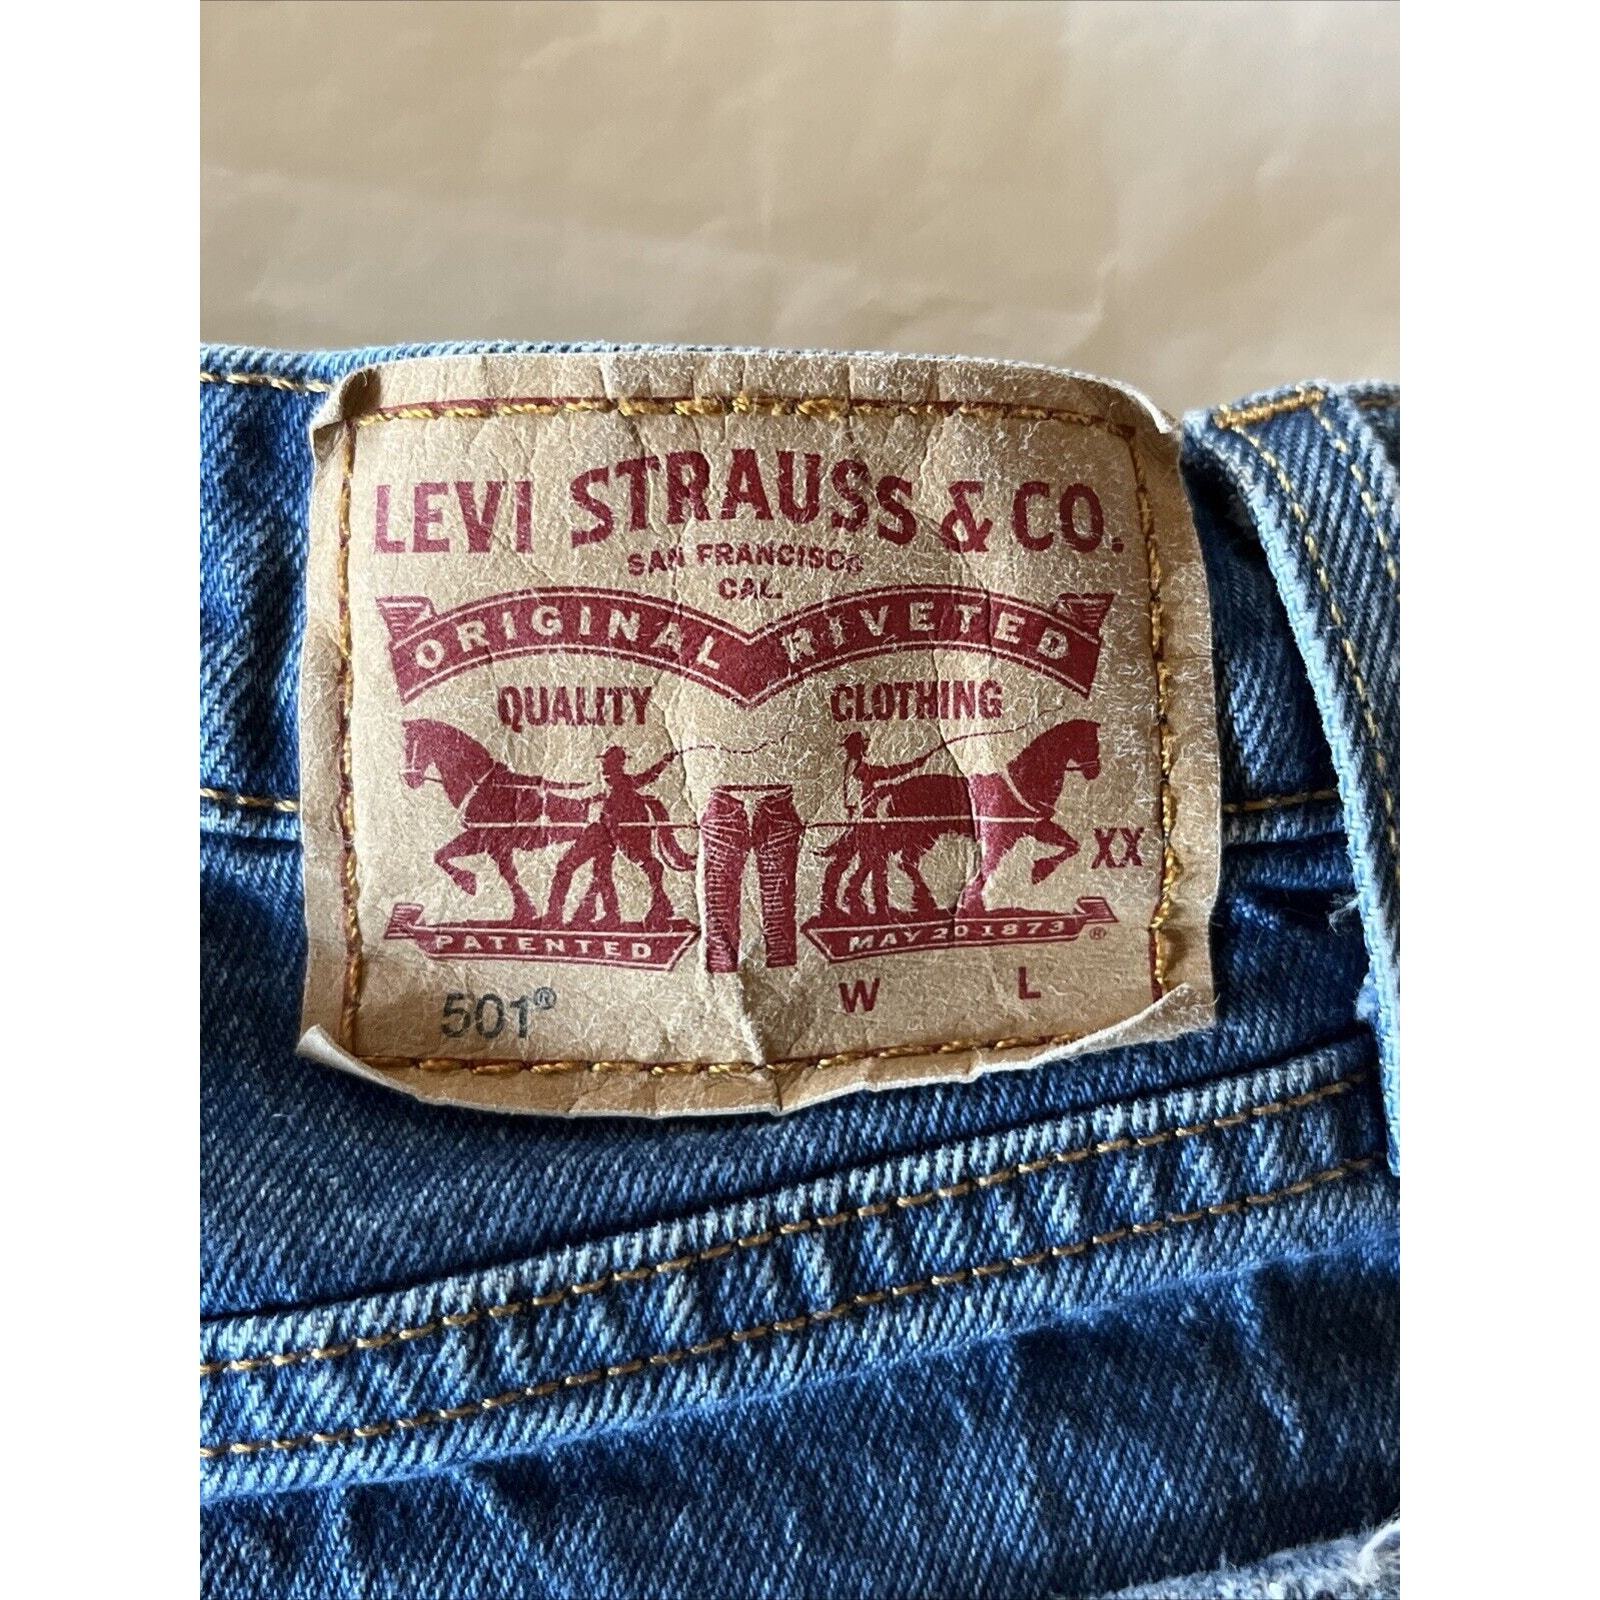 LEVI STRAUSS & CO.
SAN FRANCISCO
CAL.
ORIGINAL RIVETED
QUALITY CLOTHING
XX
PATENTED MAY 20 1873 ®
W L
501®